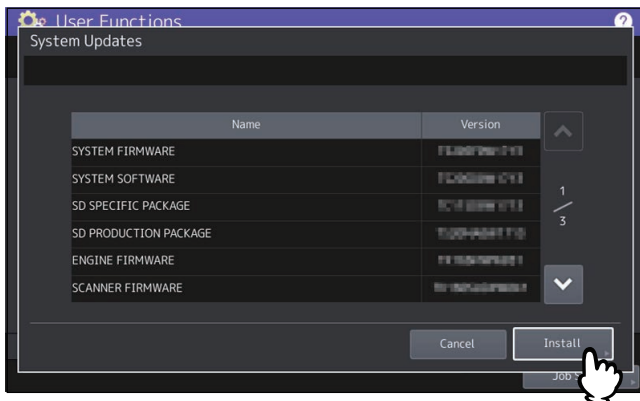 User Functions
?
System Updates
Name Version
SYSTEM FIRMWARE
SYSTEM SOFTWARE
SD SPECIFIC PACKAGE
SD PRODUCTION PACKAGE
ENGINE FIRMWARE
SCANNER FIRMWARE
1
3
Cancel Install
Job